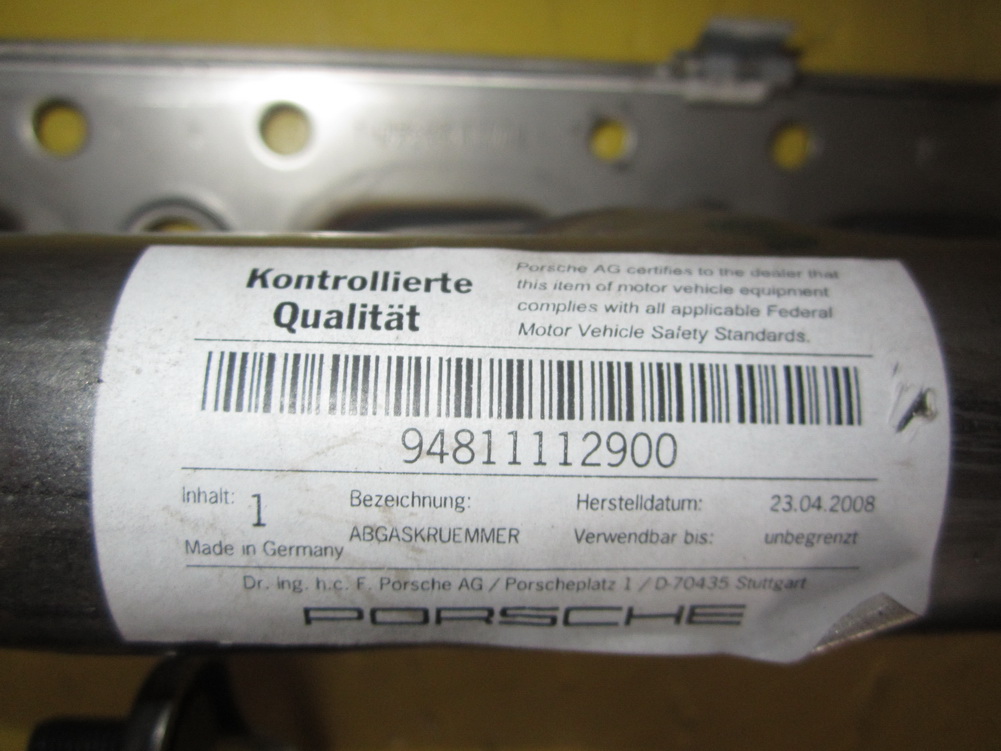 Kontrollierte
Qualität
Porsche AG certifies to the dealer that
this item of motor vehicle equipment
complies with all applicable Federal
Motor Vehicle Safety Standards.
94811112900
Inhalt: 1
Bezeichnung:
ABGASKRUEMMER
Herstelldatum: 23.04.2008
Verwendbar bis: unbegrenzt
Made in Germany
Dr. ing. h.c. F. Porsche AG / Porscheplatz 1 / D-70435 Stuttgart
PORSCHE